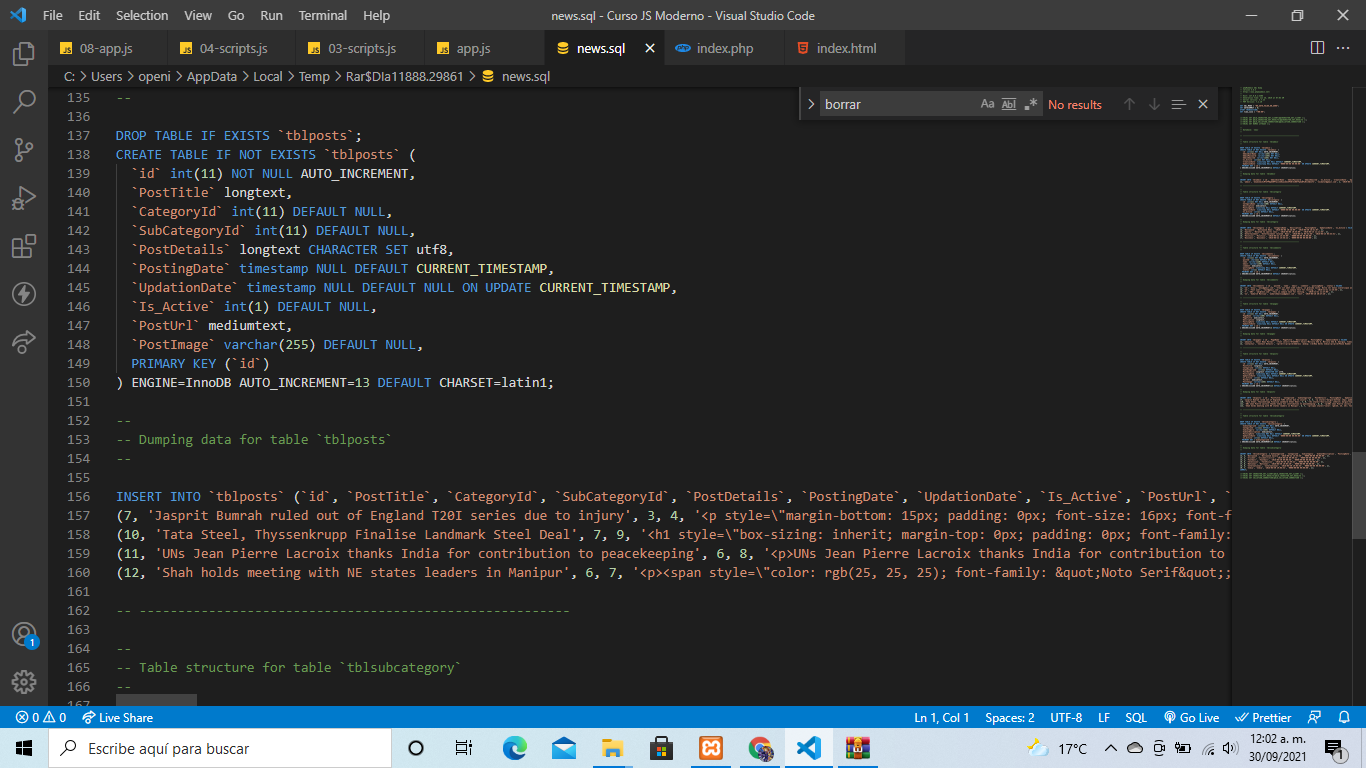 File Edit Selection View Go Run Terminal Help news.sql - Curso JS Moderno - Visual Studio Code
JS 08-app.js JS 04-scripts.js JS 03-scripts.js JS app.js news.sql index.php index.html
C: > Users > openi > AppData > Local > Temp > Rar$DIa11888.29861 > news.sql
borrar Aa Abl .* No results
135 --
136
137 DROP TABLE IF EXISTS `tblposts`;
138 CREATE TABLE IF NOT EXISTS `tblposts` (
139 `id` int(11) NOT NULL AUTO_INCREMENT,
140 `PostTitle` longtext,
141 `CategoryId` int(11) DEFAULT NULL,
142 `SubCategoryId` int(11) DEFAULT NULL,
143 `PostDetails` longtext CHARACTER SET utf8,
144 `PostingDate` timestamp NULL DEFAULT CURRENT_TIMESTAMP,
145 `UpdationDate` timestamp NULL DEFAULT NULL ON UPDATE CURRENT_TIMESTAMP,
146 `Is_Active` int(1) DEFAULT NULL,
147 `PostUrl` mediumtext,
148 `PostImage` varchar(255) DEFAULT NULL,
149 PRIMARY KEY (`id`)
150 ) ENGINE=InnoDB AUTO_INCREMENT=13 DEFAULT CHARSET=latin1;
151
152 --
153 -- Dumping data for table `tblposts`
154 --
155
156 INSERT INTO `tblposts` (`id`, `PostTitle`, `CategoryId`, `SubCategoryId`, `PostDetails`, `PostingDate`, `UpdationDate`, `Is_Active`, `PostUrl`, `
157 (7, 'Jasprit Bumrah ruled out of England T20I series due to injury', 3, 4, '<p style=\"margin-bottom: 15px; padding: 0px; font-size: 16px; font-f
158 (10, 'Tata Steel, Thyssenkrupp Finalise Landmark Steel Deal', 7, 9, '<h1 style=\"box-sizing: inherit; margin-top: 0px; padding: 0px; font-family:
159 (11, 'UNs Jean Pierre Lacroix thanks India for contribution to peacekeeping', 6, 8, '<p>UNs Jean Pierre Lacroix thanks India for contribution to
160 (12, 'Shah holds meeting with NE states leaders in Manipur', 6, 7, '<p><span style=\"color: rgb(25, 25, 25); font-family: &quot;Noto Serif&quot;;
161
162 -- --------------------------------------------------------
163
164 --
165 -- Table structure for table `tblsubcategory`
166 --
167
1
0 0 Live Share Ln 1, Col 1 Spaces: 2 UTF-8 LF SQL Go Live Prettier
Escribe aquí para buscar 17°C 12:02 a. m.
30/09/2021 1